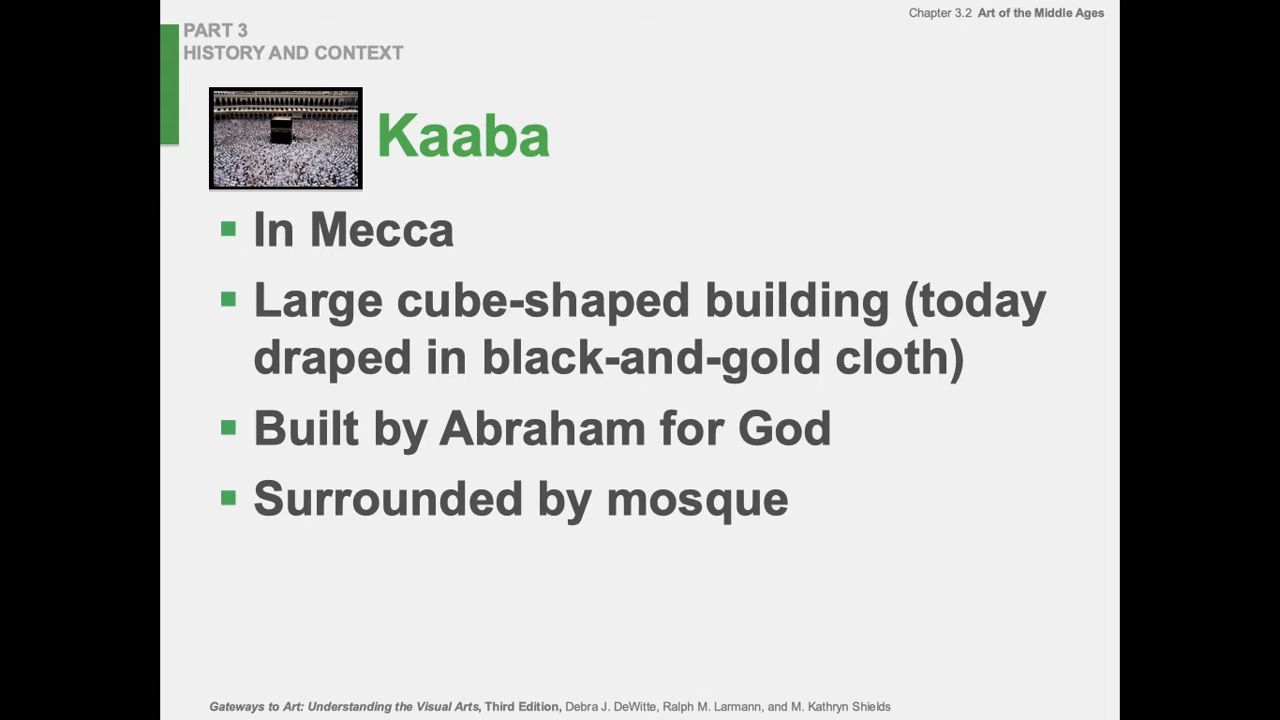 Chapter 3.2 Art of the Middle Ages
PART 3
HISTORY AND CONTEXT
Kaaba
In Mecca
Large cube-shaped building (today
draped in black-and-gold cloth)
Built by Abraham for God
Surrounded by mosque
Gateways to Art: Understanding the Visual Arts, Third Edition, Debra J. DeWitte, Ralph M. Larmann, and M. Kathryn Shields